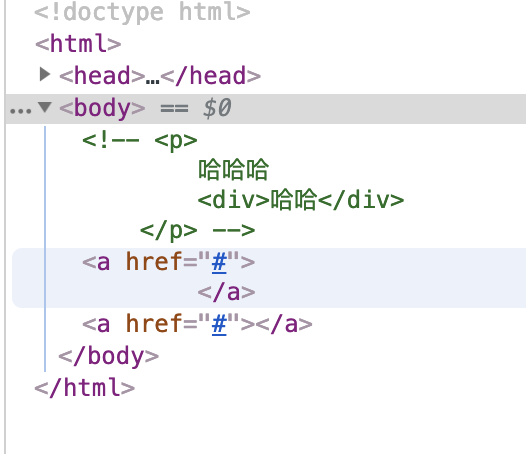 <!doctype html>
<html>
<head>…</head>
… <body> == $0
<!-- <p>
哈哈哈
<div>哈哈</div>
</p> -->
<a href="#">
</a>
<a href="#"></a>
</body>
</html>